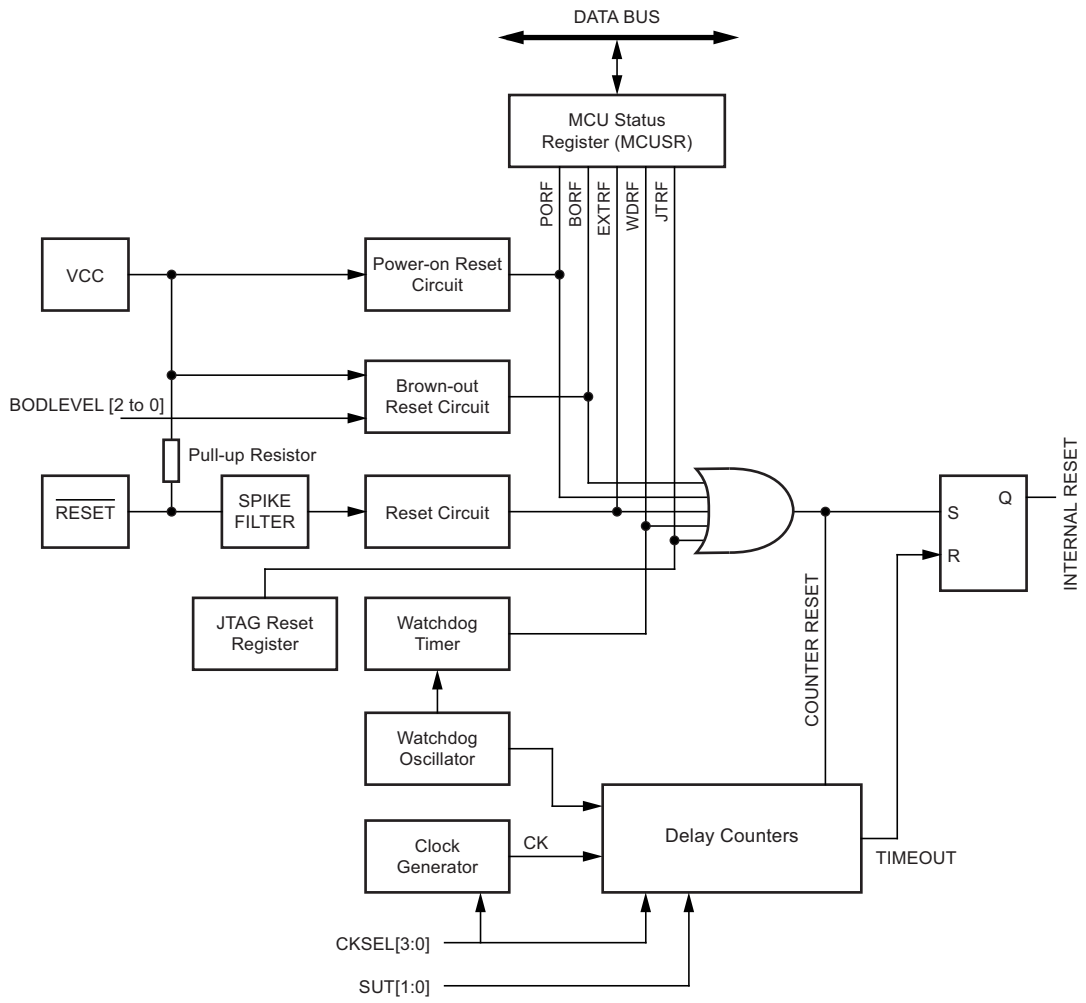 DATA BUS
MCU Status
Register (MCUSR)
PORF
BORF
EXTRF
WDRF
JTRF
VCC
Power-on Reset
Circuit
Brown-out
Reset Circuit
BODLEVEL [2 to 0]
Pull-up Resistor
RESET
SPIKE
FILTER
Reset Circuit
S
Q
R
INTERNAL RESET
JTAG Reset
Register
Watchdog
Timer
COUNTER RESET
Watchdog
Oscillator
Clock
Generator
CK
Delay Counters
TIMEOUT
CKSEL[3:0]
SUT[1:0]